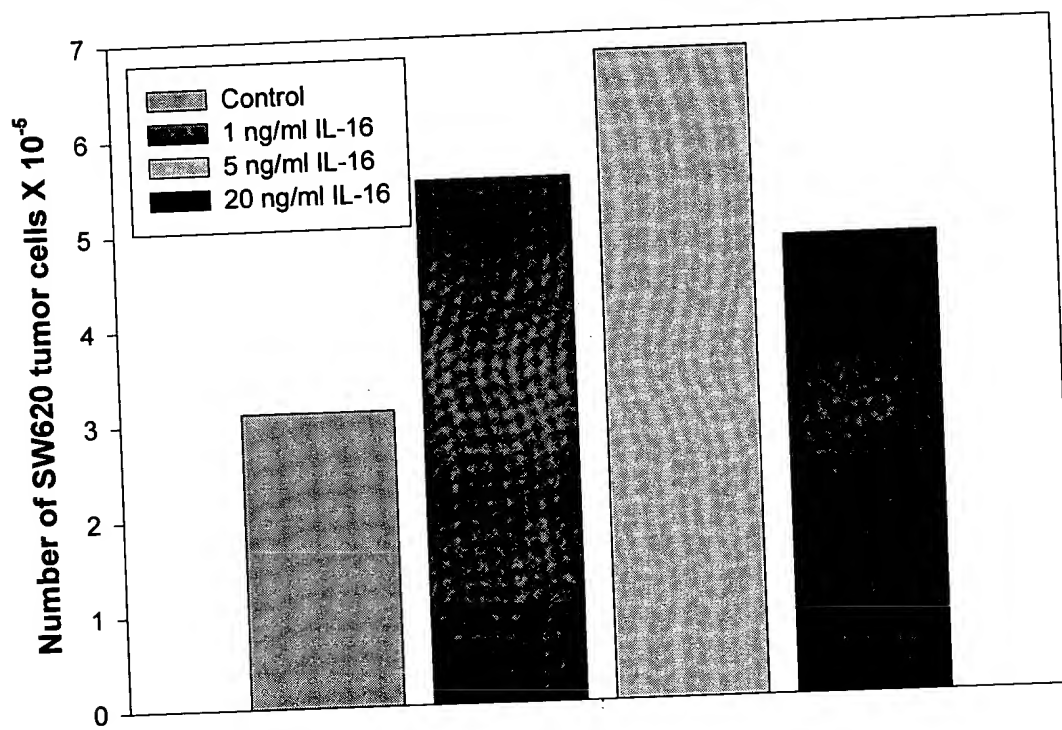 Number of SW620 tumor cells X 10⁻⁵
7
6
5
4
3
2
1
0
Control
1 ng/ml IL-16
5 ng/ml IL-16
20 ng/ml IL-16